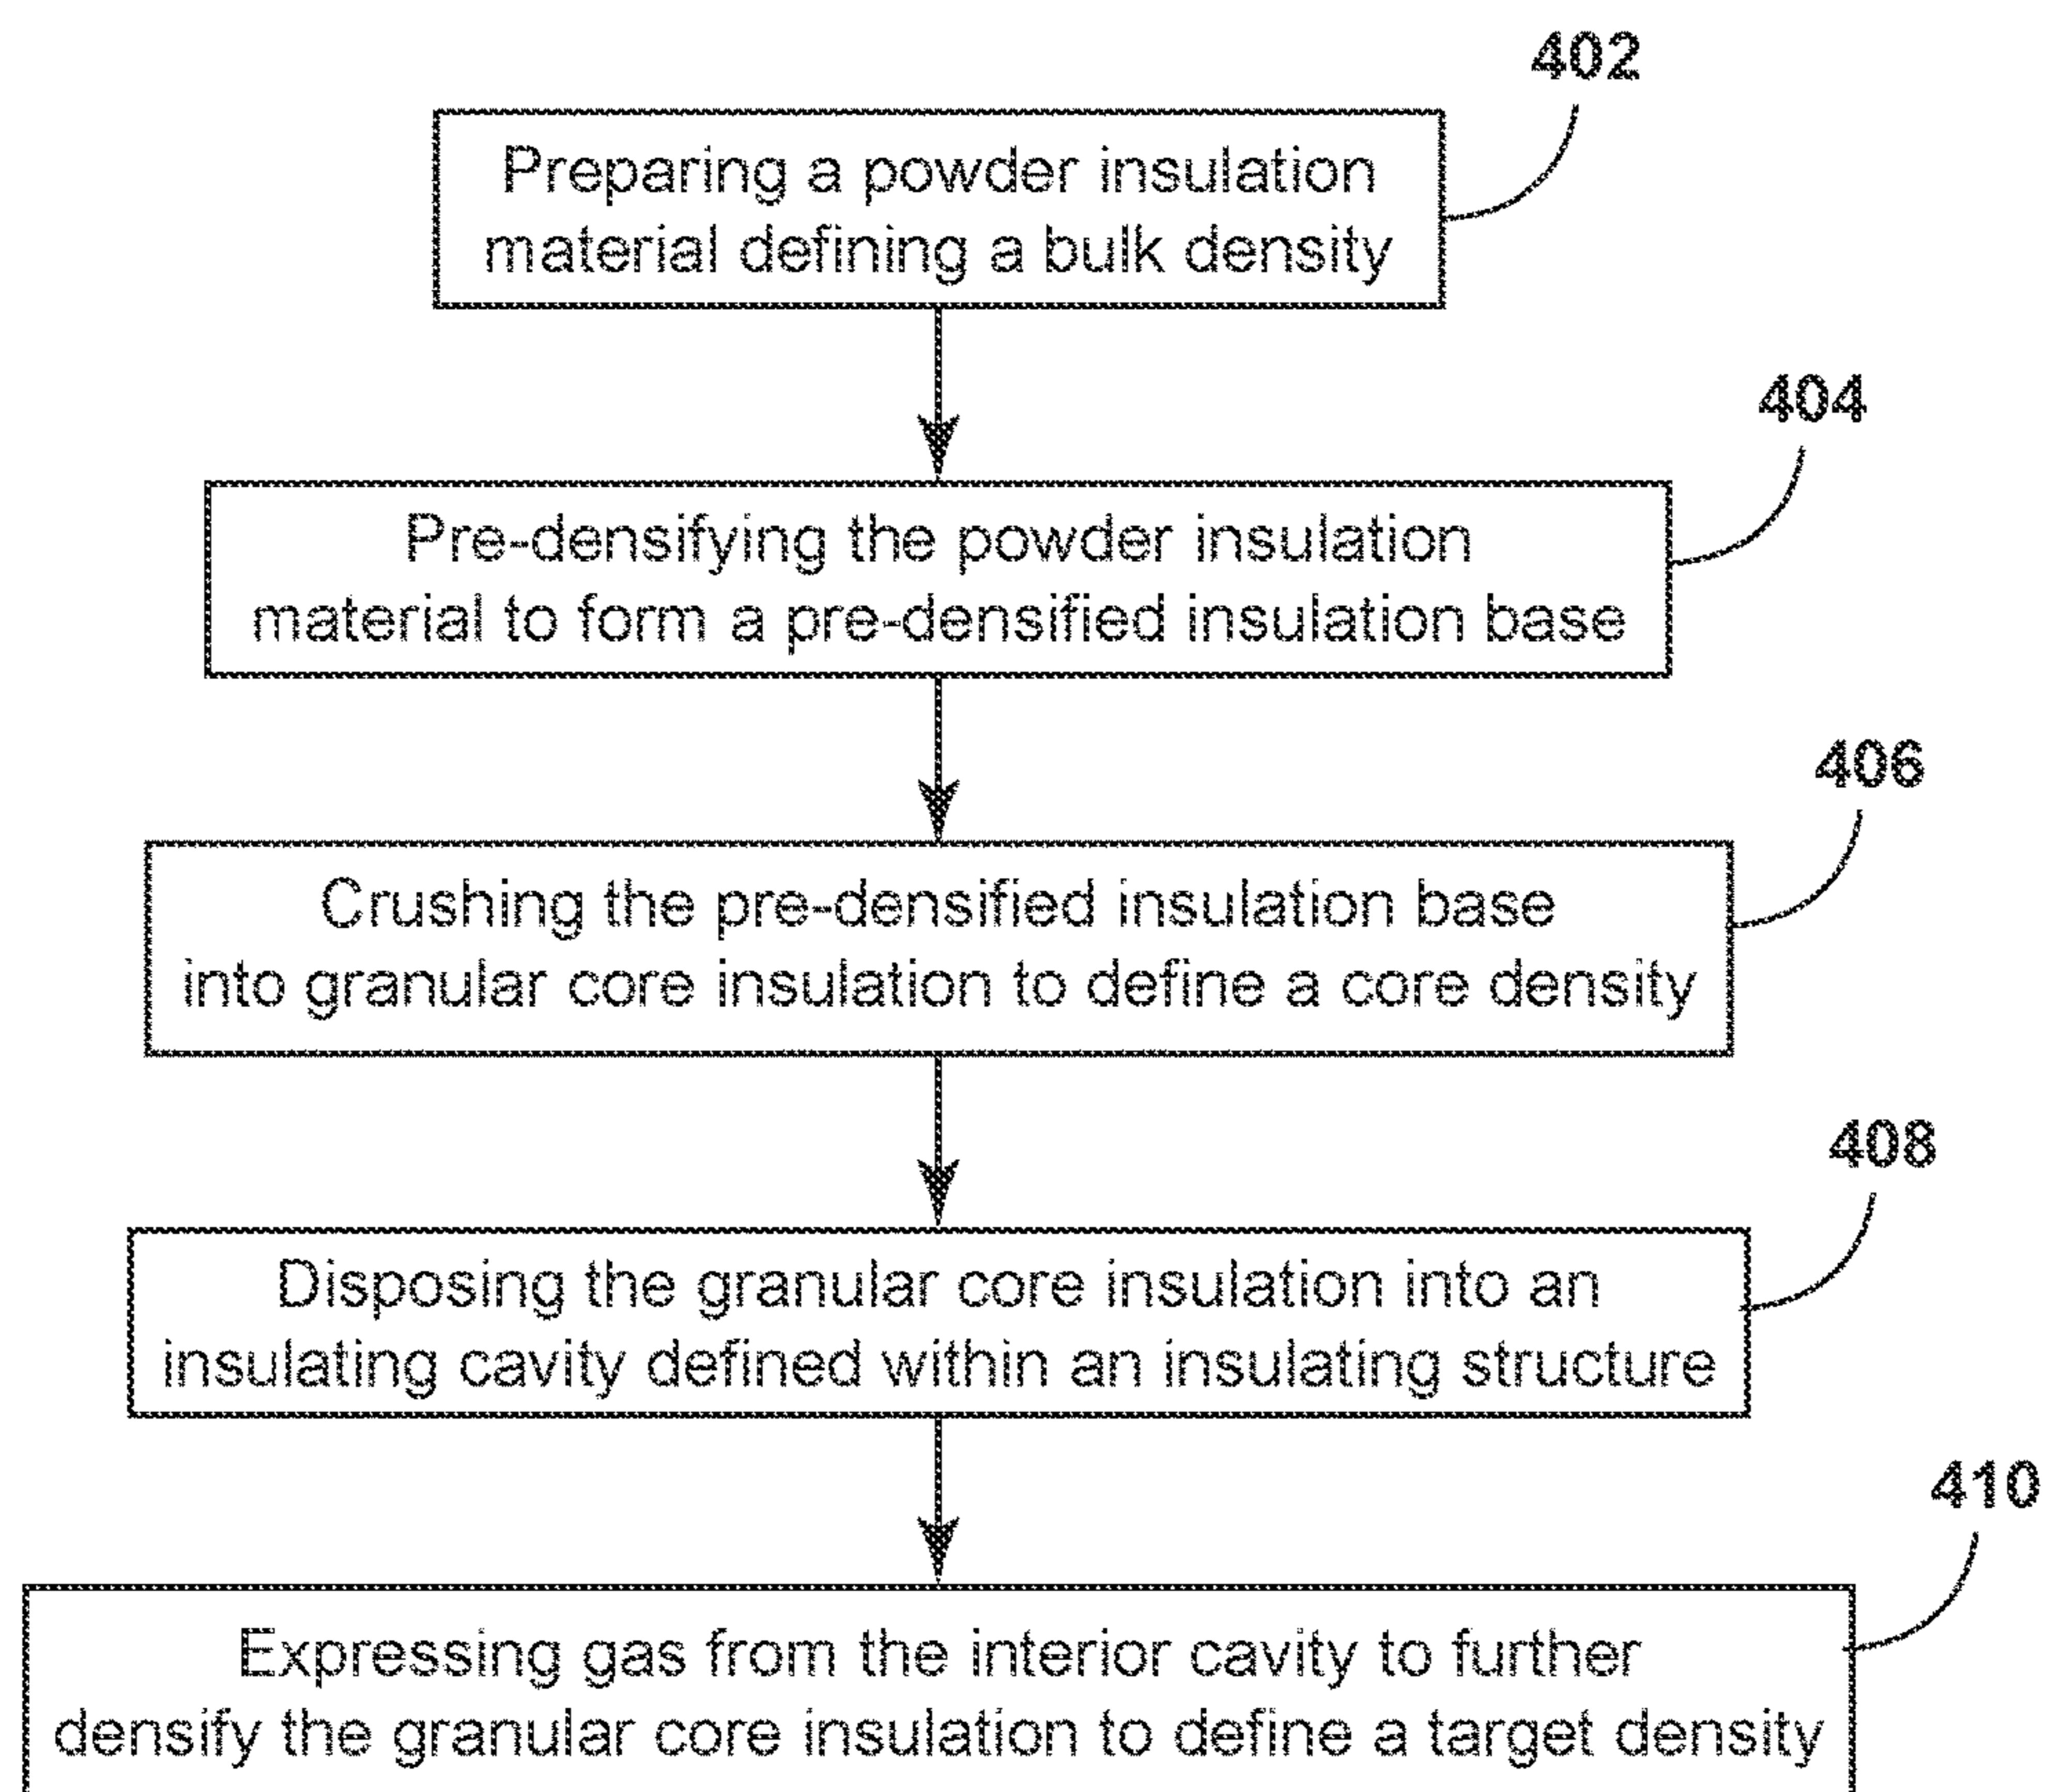 402
Preparing a powder insulation
material defining a bulk density
404
Pre-densifying the powder insulation
material to form a pre-densified insulation base
406
Crushing the pre-densified insulation base
into granular core insulation to define a core density
408
Disposing the granular core insulation into an
insulating cavity defined within an insulating structure
410
Expressing gas from the interior cavity to further
densify the granular core insulation to define a target density